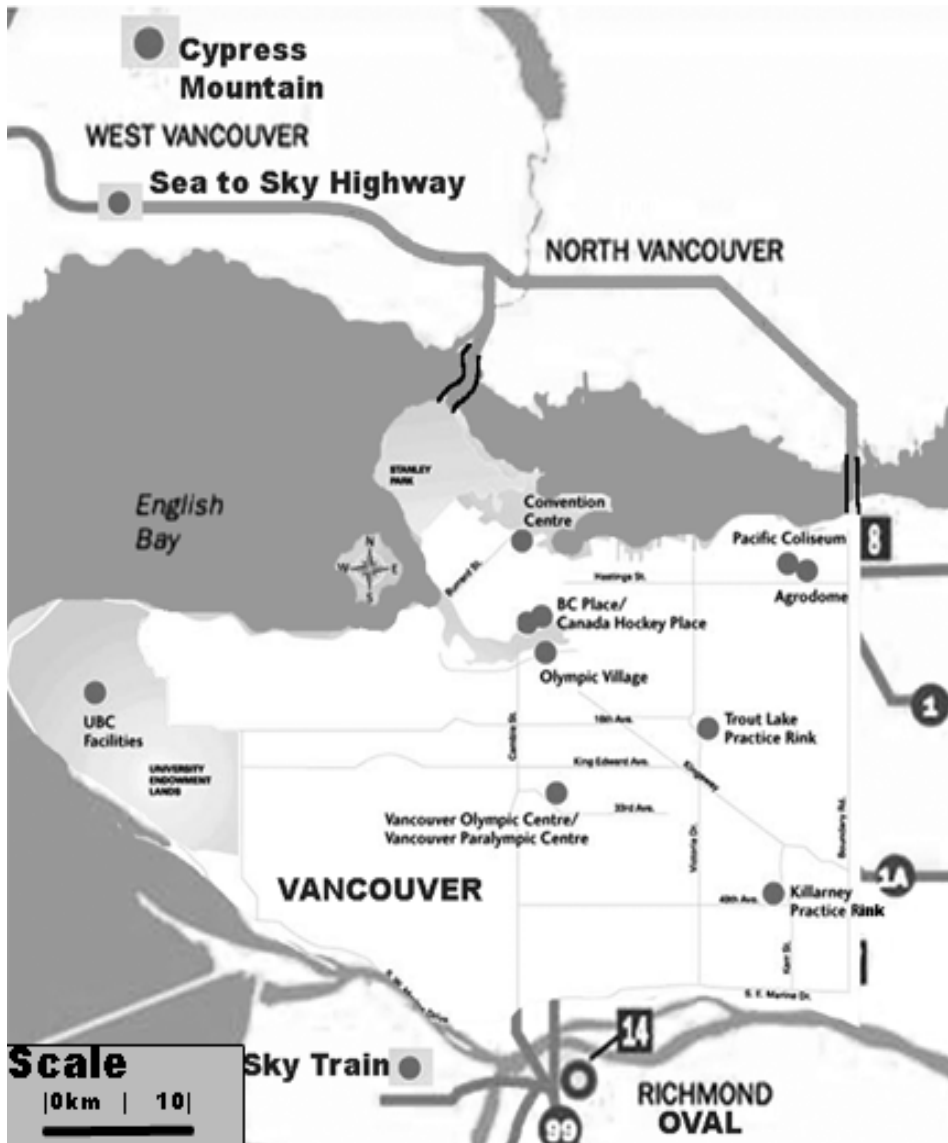 Cypress
Mountain
WEST VANCOUVER
Sea to Sky Highway
NORTH VANCOUVER
STANLEY
PARK
English
Bay
Convention
Centre
N
W E
S
Burrard St.
Pacific Coliseum
8
Hastings St.
Agrodome
BC Place/
Canada Hockey Place
Olympic Village
UBC
Facilities
1
Cambie St.
16th Ave.
Trout Lake
Practice Rink
UNIVERSITY
ENDOWMENT
LANDS
King Edward Ave.
Kingsway
33rd Ave.
Vancouver Olympic Centre/
Vancouver Paralympic Centre
Victoria Dr.
Boundary Rd.
VANCOUVER
1A
49th Ave.
Killarney
Practice Rink
Kerr St.
S. W. Marine Drive
S. E. Marine Dr.
14
Scale
|0km | 10|
Sky Train
RICHMOND
OVAL
99